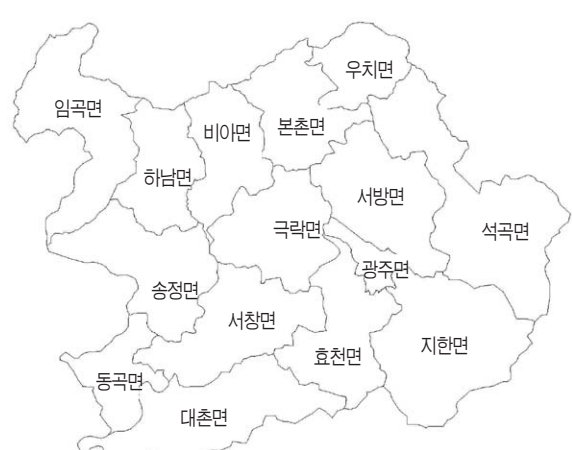 우치면
임곡면
비아면
본촌면
하남면
서방면
극락면
석곡면
광주면
송정면
서창면
지한면
효천면
동곡면
대촌면